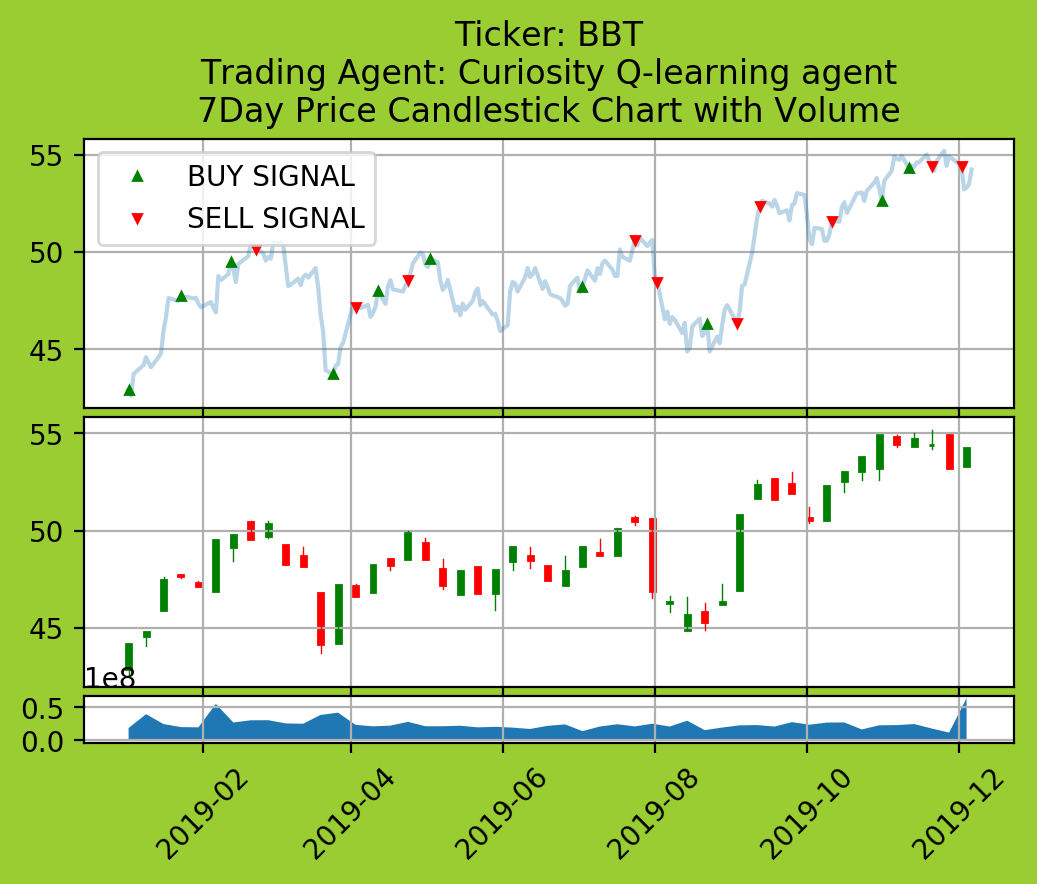 Ticker: BBT
Trading Agent: Curiosity Q-learning agent
7Day Price Candlestick Chart with Volume
55
BUY SIGNAL
SELL SIGNAL
50
45
55
50
45
1e8
0.5
0.0
2019-02
2019-04
2019-06
2019-08
2019-10
2019-12